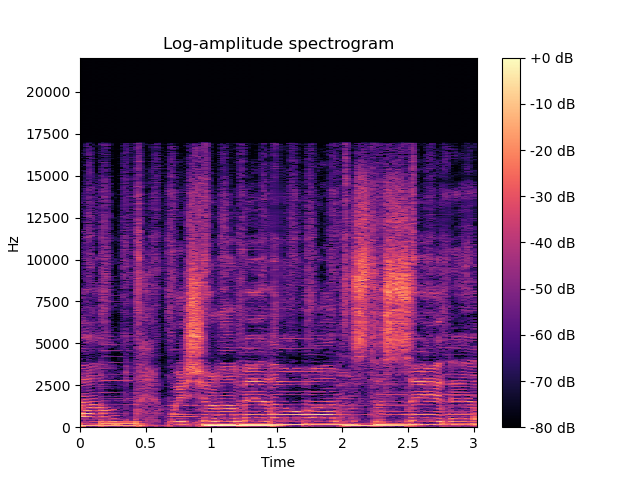 Log-amplitude spectrogram
20000
17500
15000
12500
10000
7500
5000
2500
0
Hz
0
0.5
1
1.5
2
2.5
3
Time
+0 dB
-10 dB
-20 dB
-30 dB
-40 dB
-50 dB
-60 dB
-70 dB
-80 dB